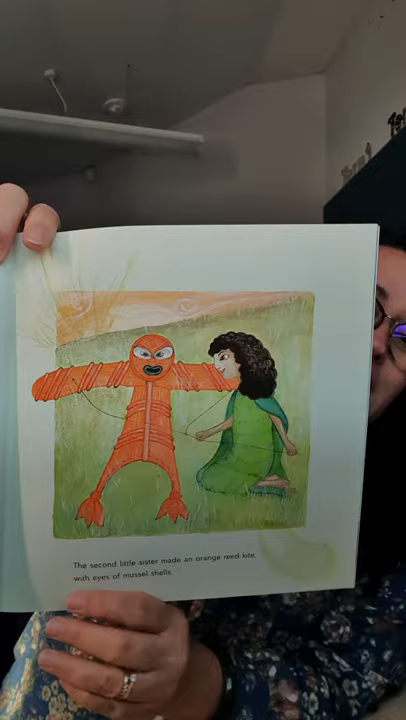 The second little sister made an orange reed kite,
with eyes of mussel shells.